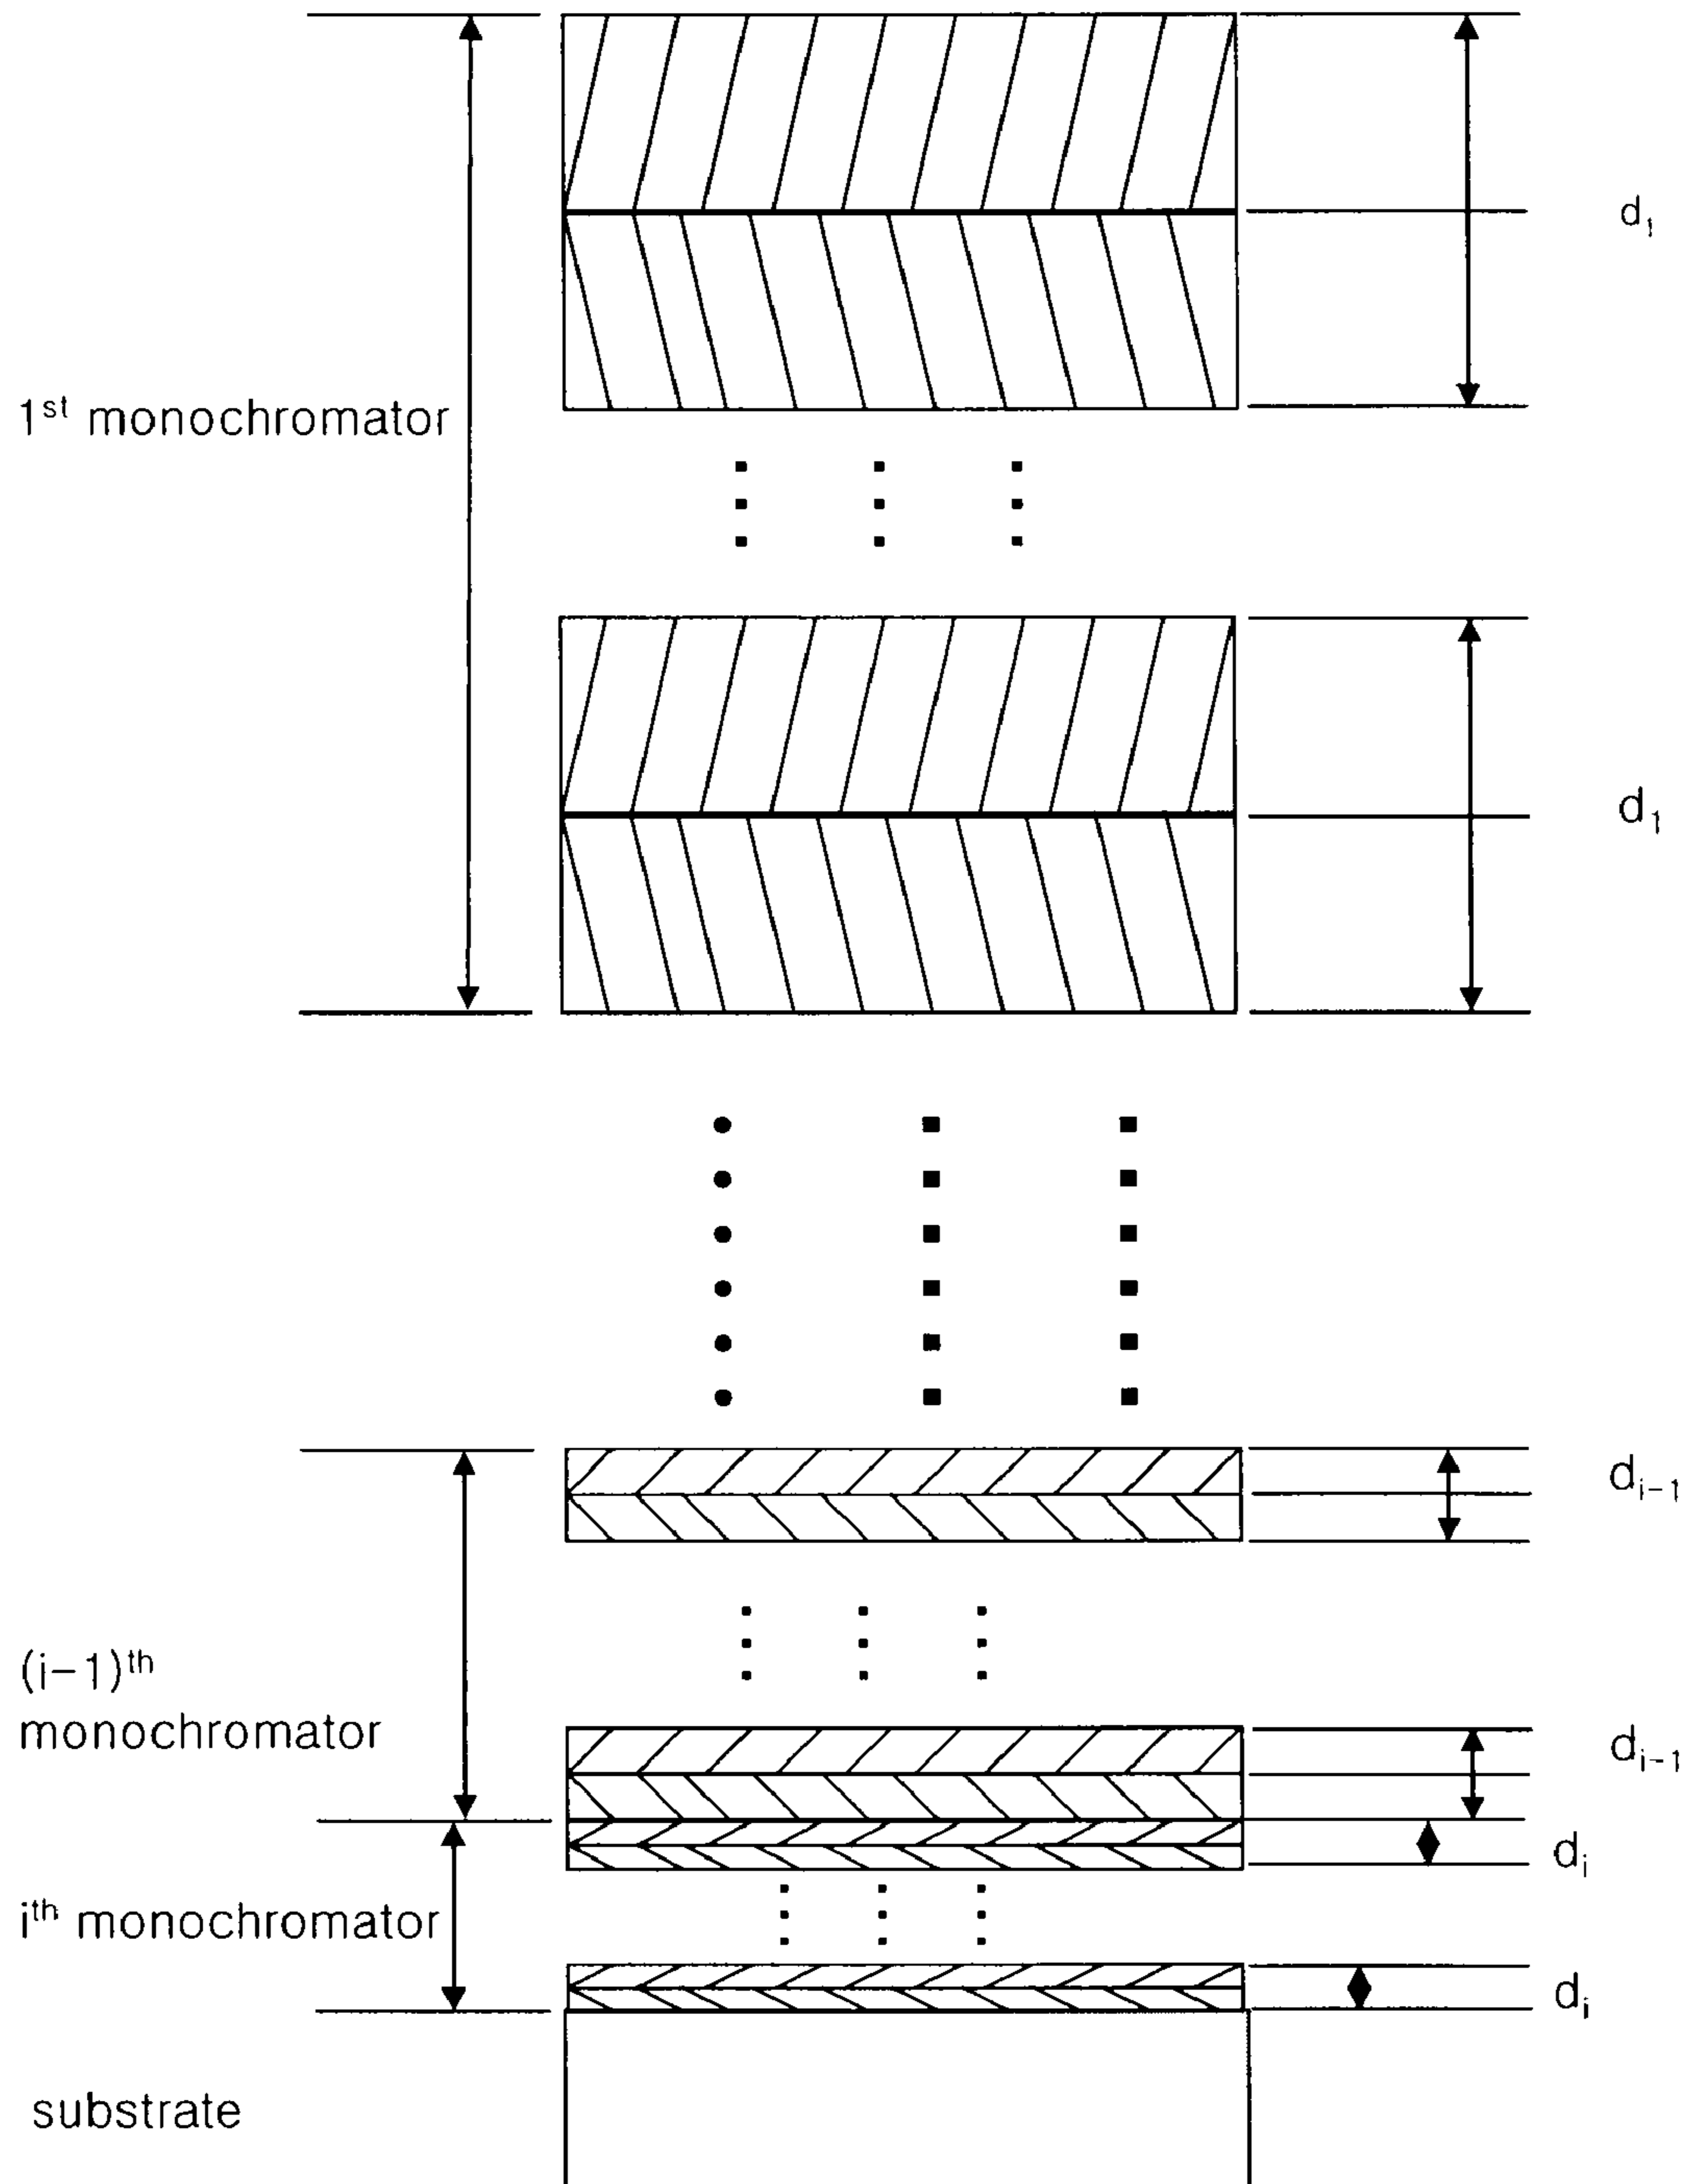 d₁
1ˢᵗ monochromator
d₁
dᵢ₋₁
(i-1)ᵗʰ
monochromator
dᵢ₋₁
dᵢ
iᵗʰ monochromator
dᵢ
substrate